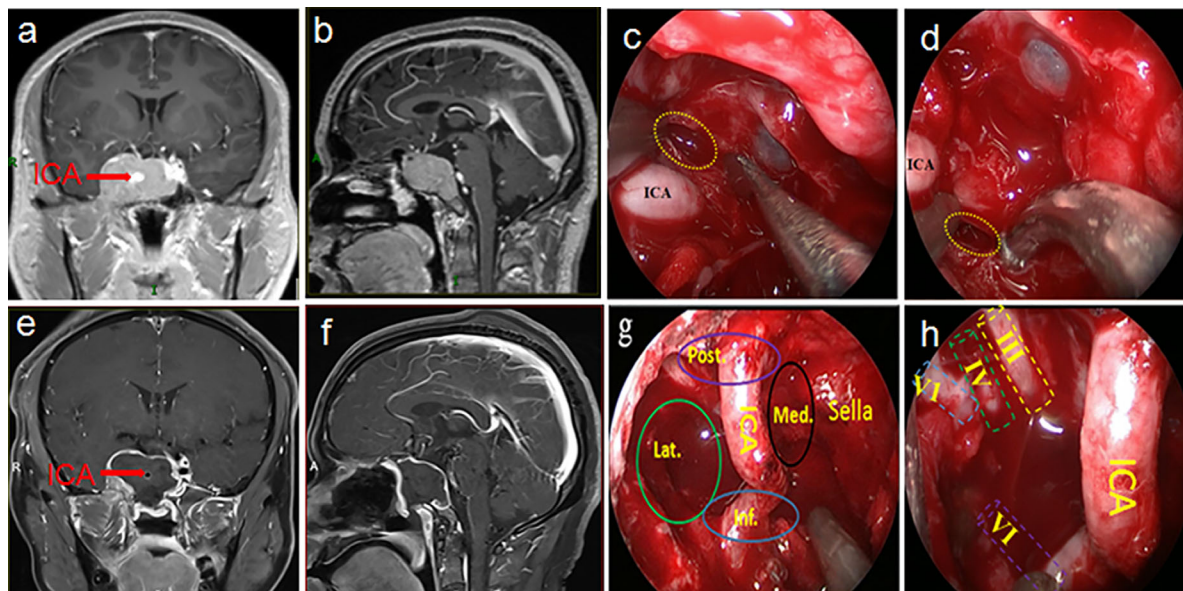 a
R
ICA
I
b
A
c
ICA
d
ICA
e
R
ICA
f
A
g
Post.
ICA
Med.
Sella
Lat.
Inf.
h
III
IV
VI
ICA
VI